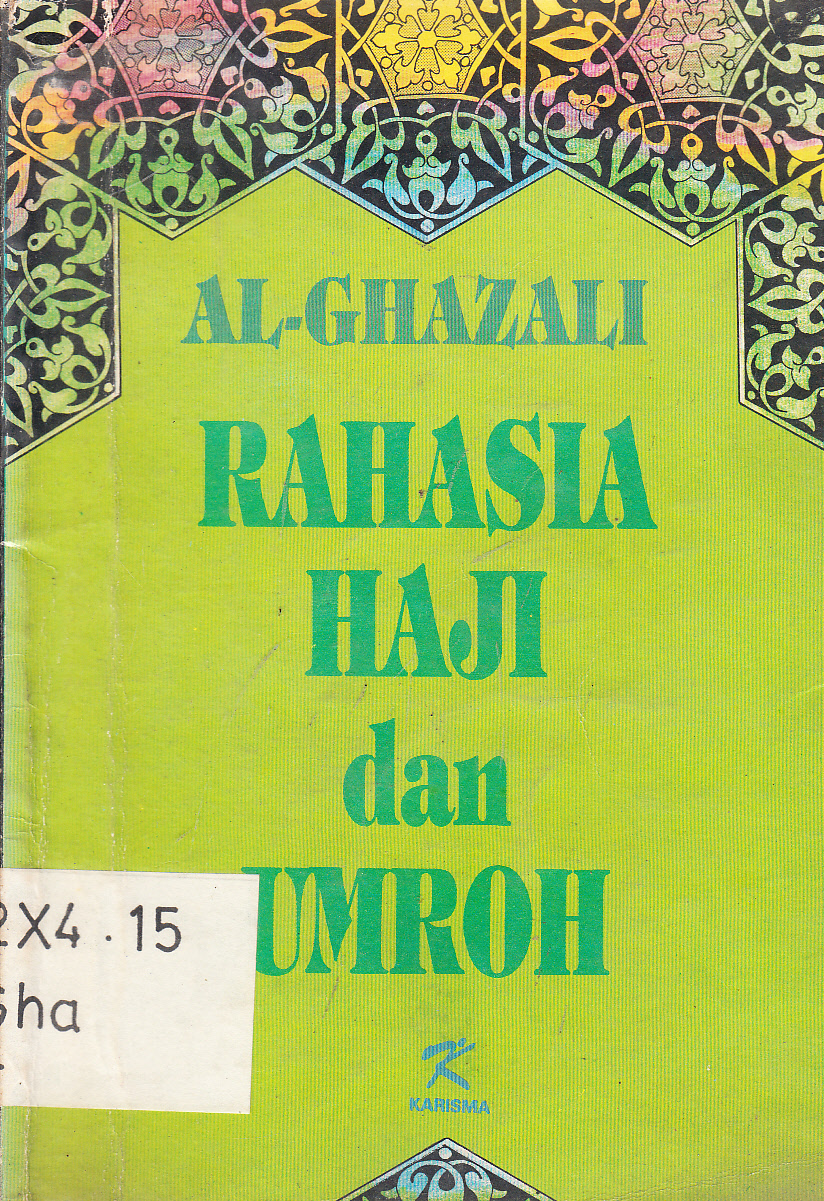 AL-GHAZALI
RAHASIA
HAJI
dan
UMROH
2X4.15
Gha
KARISMA